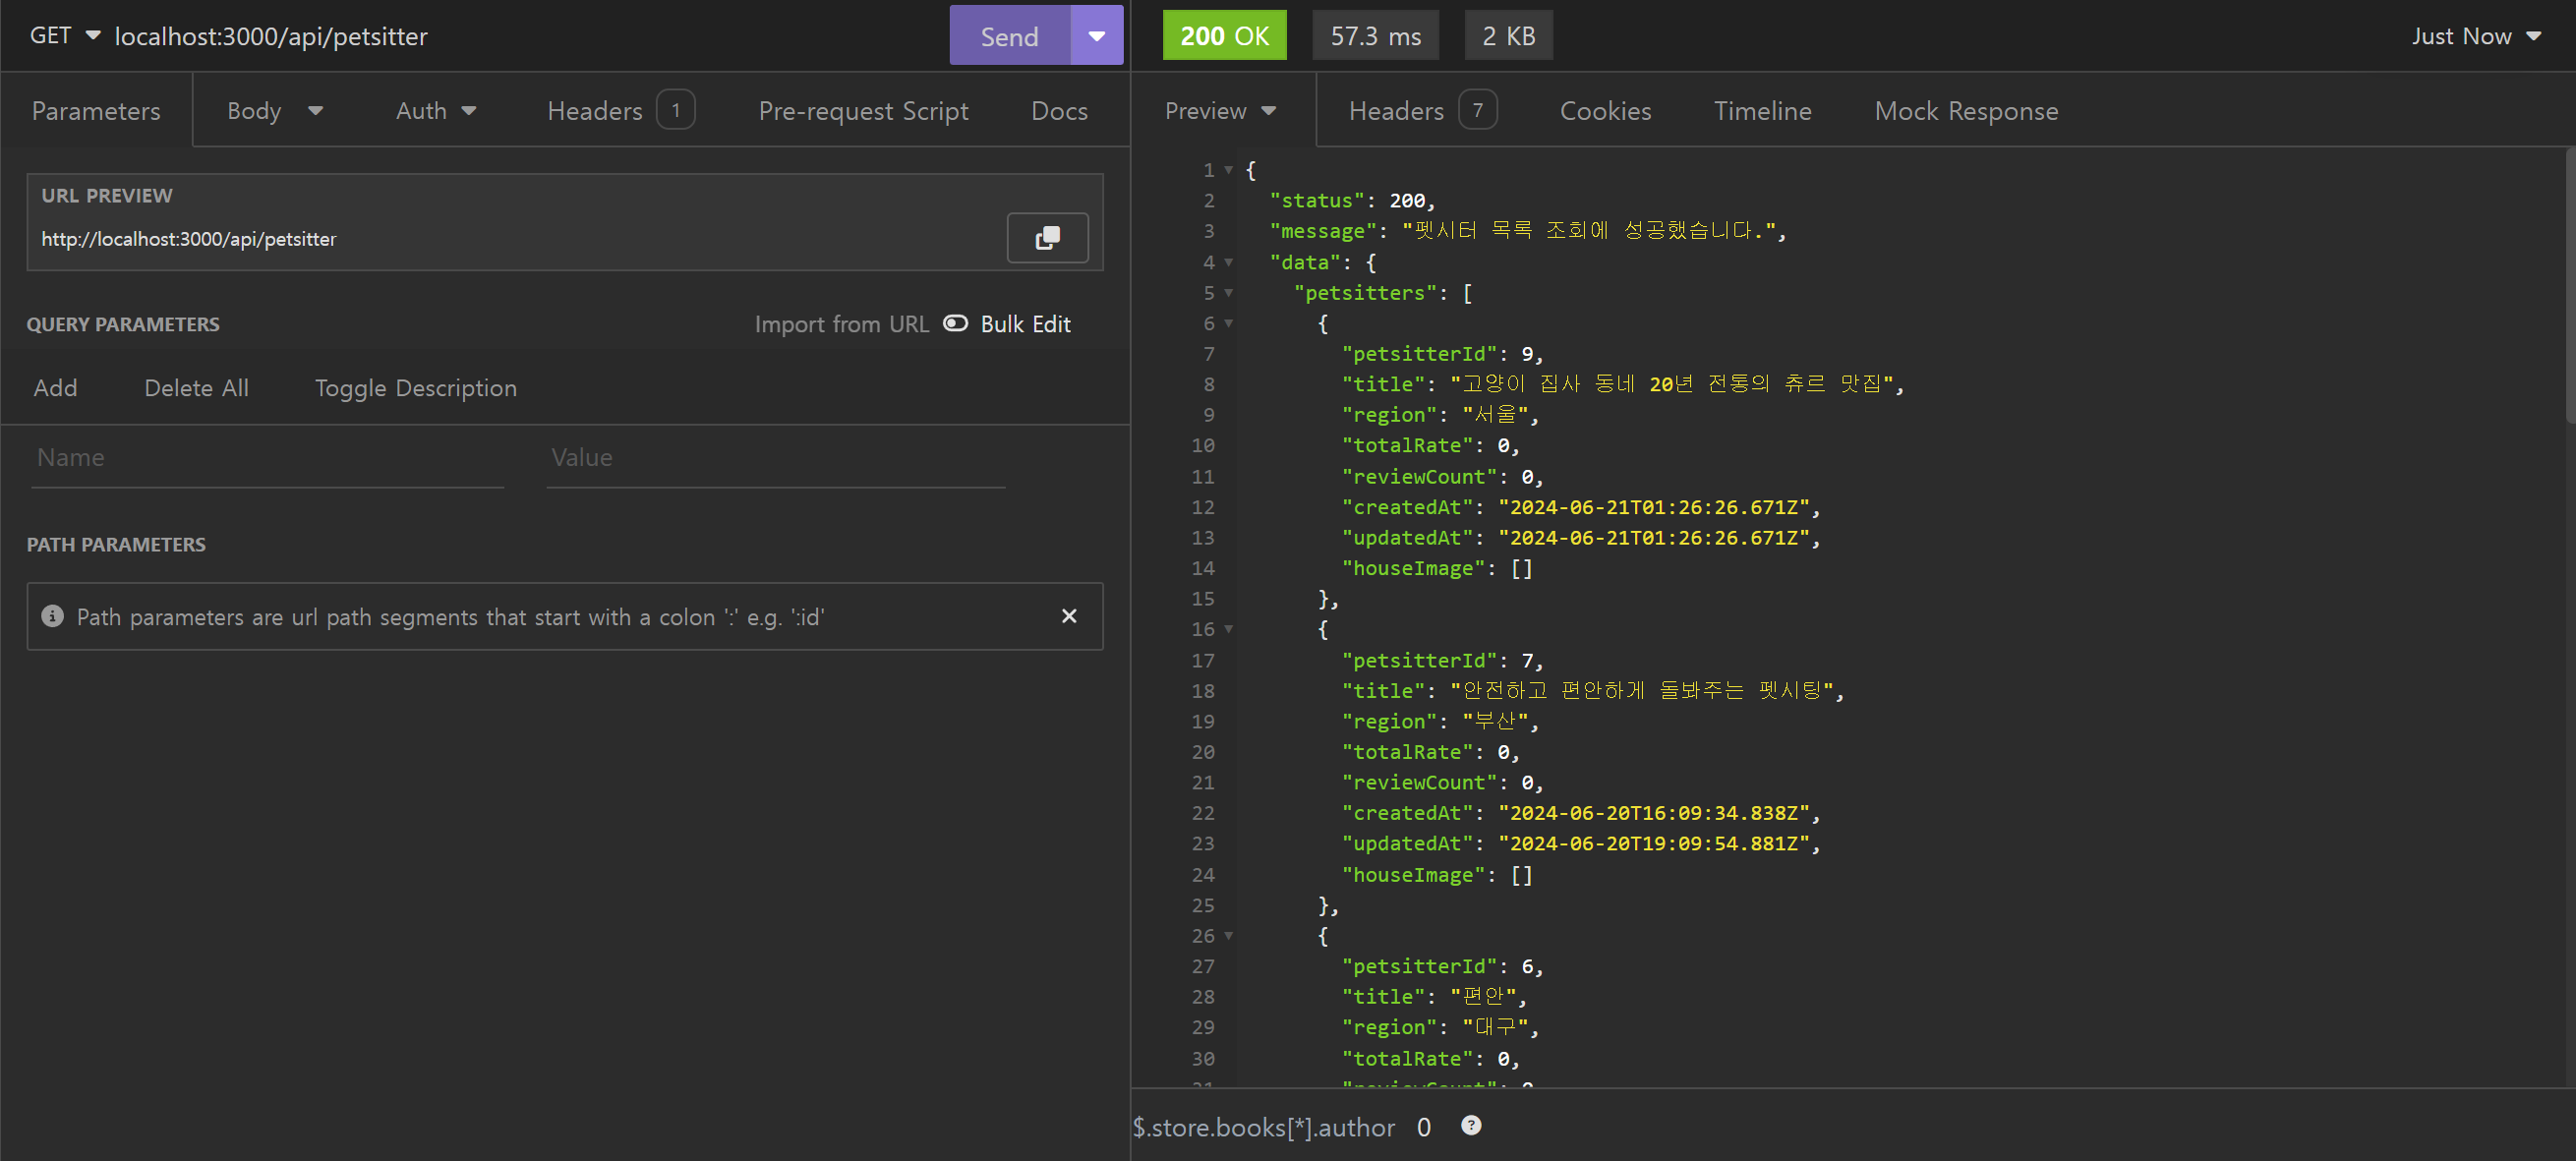 GET localhost:3000/api/petsitter Send
Parameters Body Auth Headers 1 Pre-request Script Docs
URL PREVIEW
http://localhost:3000/api/petsitter
QUERY PARAMETERS Import from URL Bulk Edit
Add Delete All Toggle Description
Name Value
PATH PARAMETERS
Path parameters are url path segments that start with a colon ':' e.g. ':id'
200 OK 57.3 ms 2 KB Just Now
Preview Headers 7 Cookies Timeline Mock Response
1 {
2 "status": 200,
3 "message": "펫시터 목록 조회에 성공했습니다.",
4 "data": {
5 "petsitters": [
6 {
7 "petsitterId": 9,
8 "title": "고양이 집사 동네 20년 전통의 츄르 맛집",
9 "region": "서울",
10 "totalRate": 0,
11 "reviewCount": 0,
12 "createdAt": "2024-06-21T01:26:26.671Z",
13 "updatedAt": "2024-06-21T01:26:26.671Z",
14 "houseImage": []
15 },
16 {
17 "petsitterId": 7,
18 "title": "안전하고 편안하게 돌봐주는 펫시팅",
19 "region": "부산",
20 "totalRate": 0,
21 "reviewCount": 0,
22 "createdAt": "2024-06-20T16:09:34.838Z",
23 "updatedAt": "2024-06-20T19:09:54.881Z",
24 "houseImage": []
25 },
26 {
27 "petsitterId": 6,
28 "title": "편안",
29 "region": "대구",
30 "totalRate": 0,
31 "reviewCount": 0
$.store.books[*].author 0